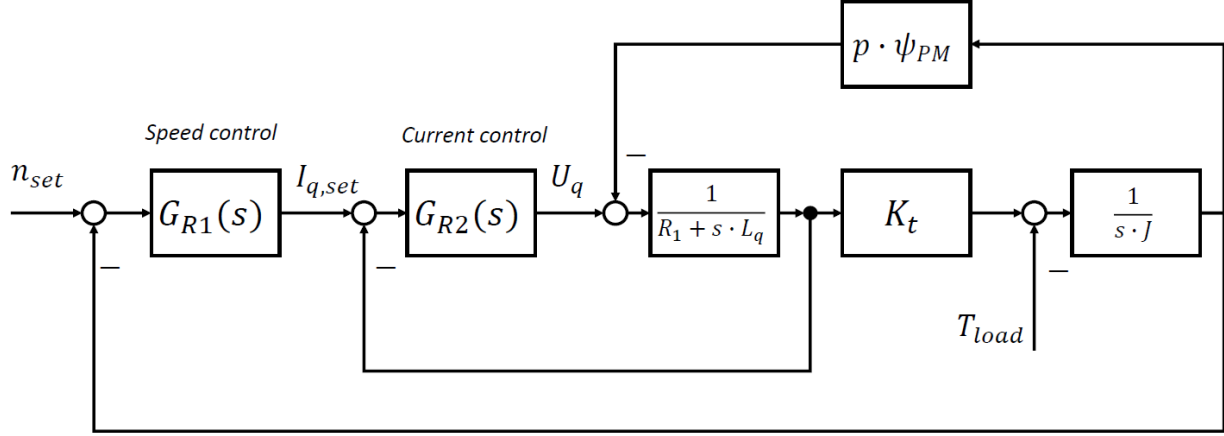 p · ψ_PM
Speed control
Current control
n_set
I_q,set
U_q
G_R1(s)
G_R2(s)
1
R_1 + s · L_q
K_t
1
s · J
T_load
−
−
−
−